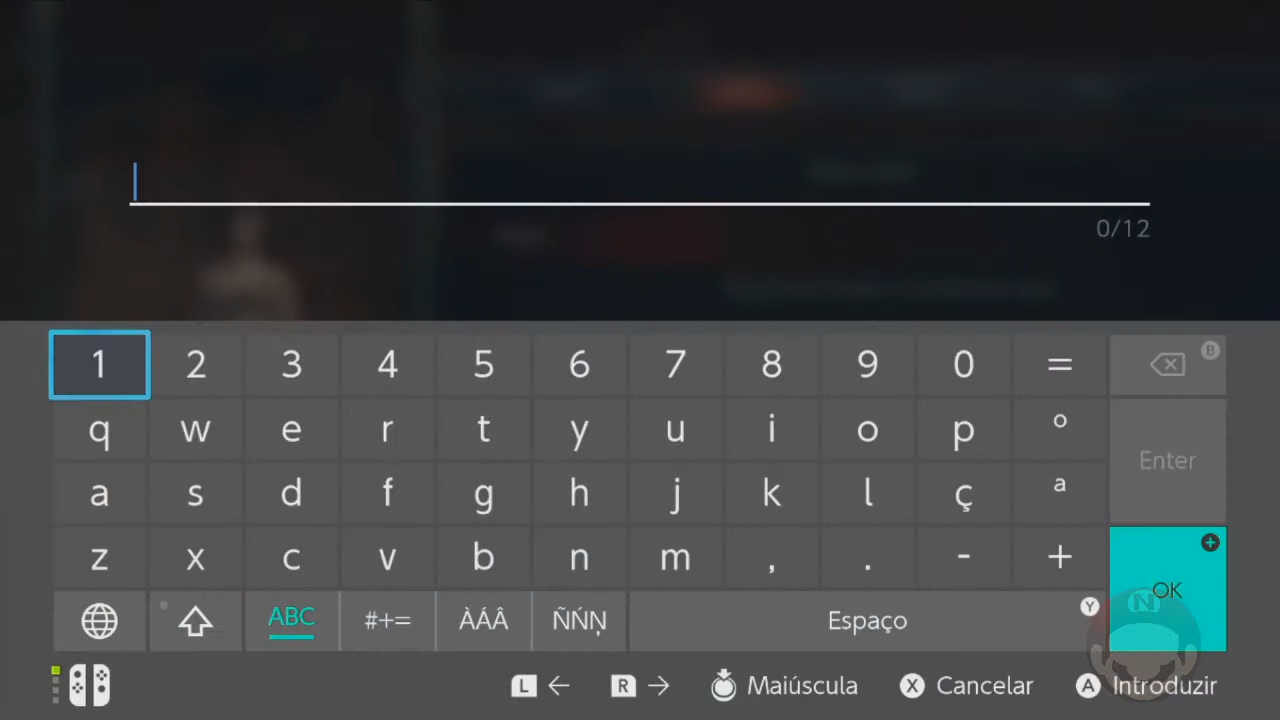 0/12
1 2 3 4 5 6 7 8 9 0 = B
q w e r t y u i o p º
Enter
a s d f g h j k l ç ª
z x c v b n m , . - + +
OK
N
ABC #+= ÀÁÂ ÑŃŅ Espaço Y
L ← R → Maiúscula X Cancelar A Introduzir